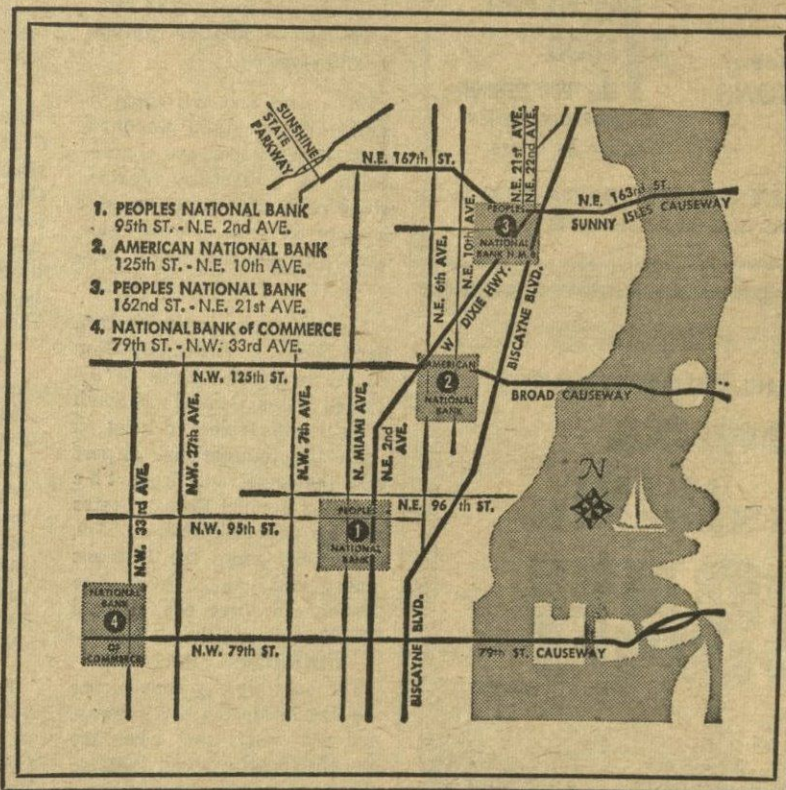 SUNSHINE
STATE
PARKWAY
N.E. 167th ST.
N.E. 21st AVE.
N.E. 22nd AVE.
1. PEOPLES NATIONAL BANK
95th ST. - N.E. 2nd AVE.
2. AMERICAN NATIONAL BANK
125th ST. - N.E. 10th AVE.
3. PEOPLES NATIONAL BANK
162nd ST. - N.E. 21st AVE.
4. NATIONAL BANK of COMMERCE
79th ST. - N.W. 33rd AVE.
N.E. 163rd ST.
SUNNY ISLES CAUSEWAY
PEOPLES
3
NATIONAL
BANK N.M.B.
N.E. 6th AVE.
N.E. 10th AVE.
W DIXIE HWY.
BISCAYNE BLVD.
N.W. 125th ST.
AMERICAN
2
NATIONAL
BANK
BROAD CAUSEWAY
N.W. 33rd AVE.
N.W. 27th AVE.
N.W. 7th AVE.
N. MIAMI AVE.
N.E. 2nd
AVE.
N
N.E. 96th ST.
N.W. 95th ST.
PEOPLES
1
NATIONAL
BANK
NATIONAL
BANK
4
OF
COMMERCE
N.W. 79th ST.
BISCAYNE BLVD.
79th ST. CAUSEWAY